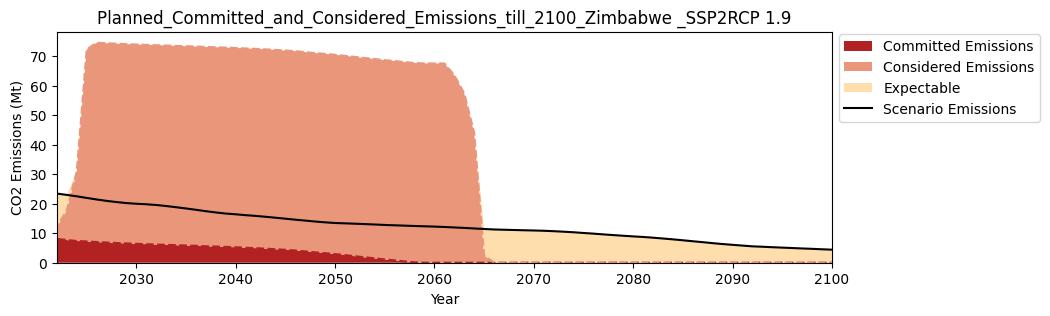 Planned_Committed_and_Considered_Emissions_till_2100_Zimbabwe _SSP2RCP 1.9
CO2 Emissions (Mt)
70
60
50
40
30
20
10
0
2030 2040 2050 2060 2070 2080 2090 2100
Year
Committed Emissions
Considered Emissions
Expectable
Scenario Emissions